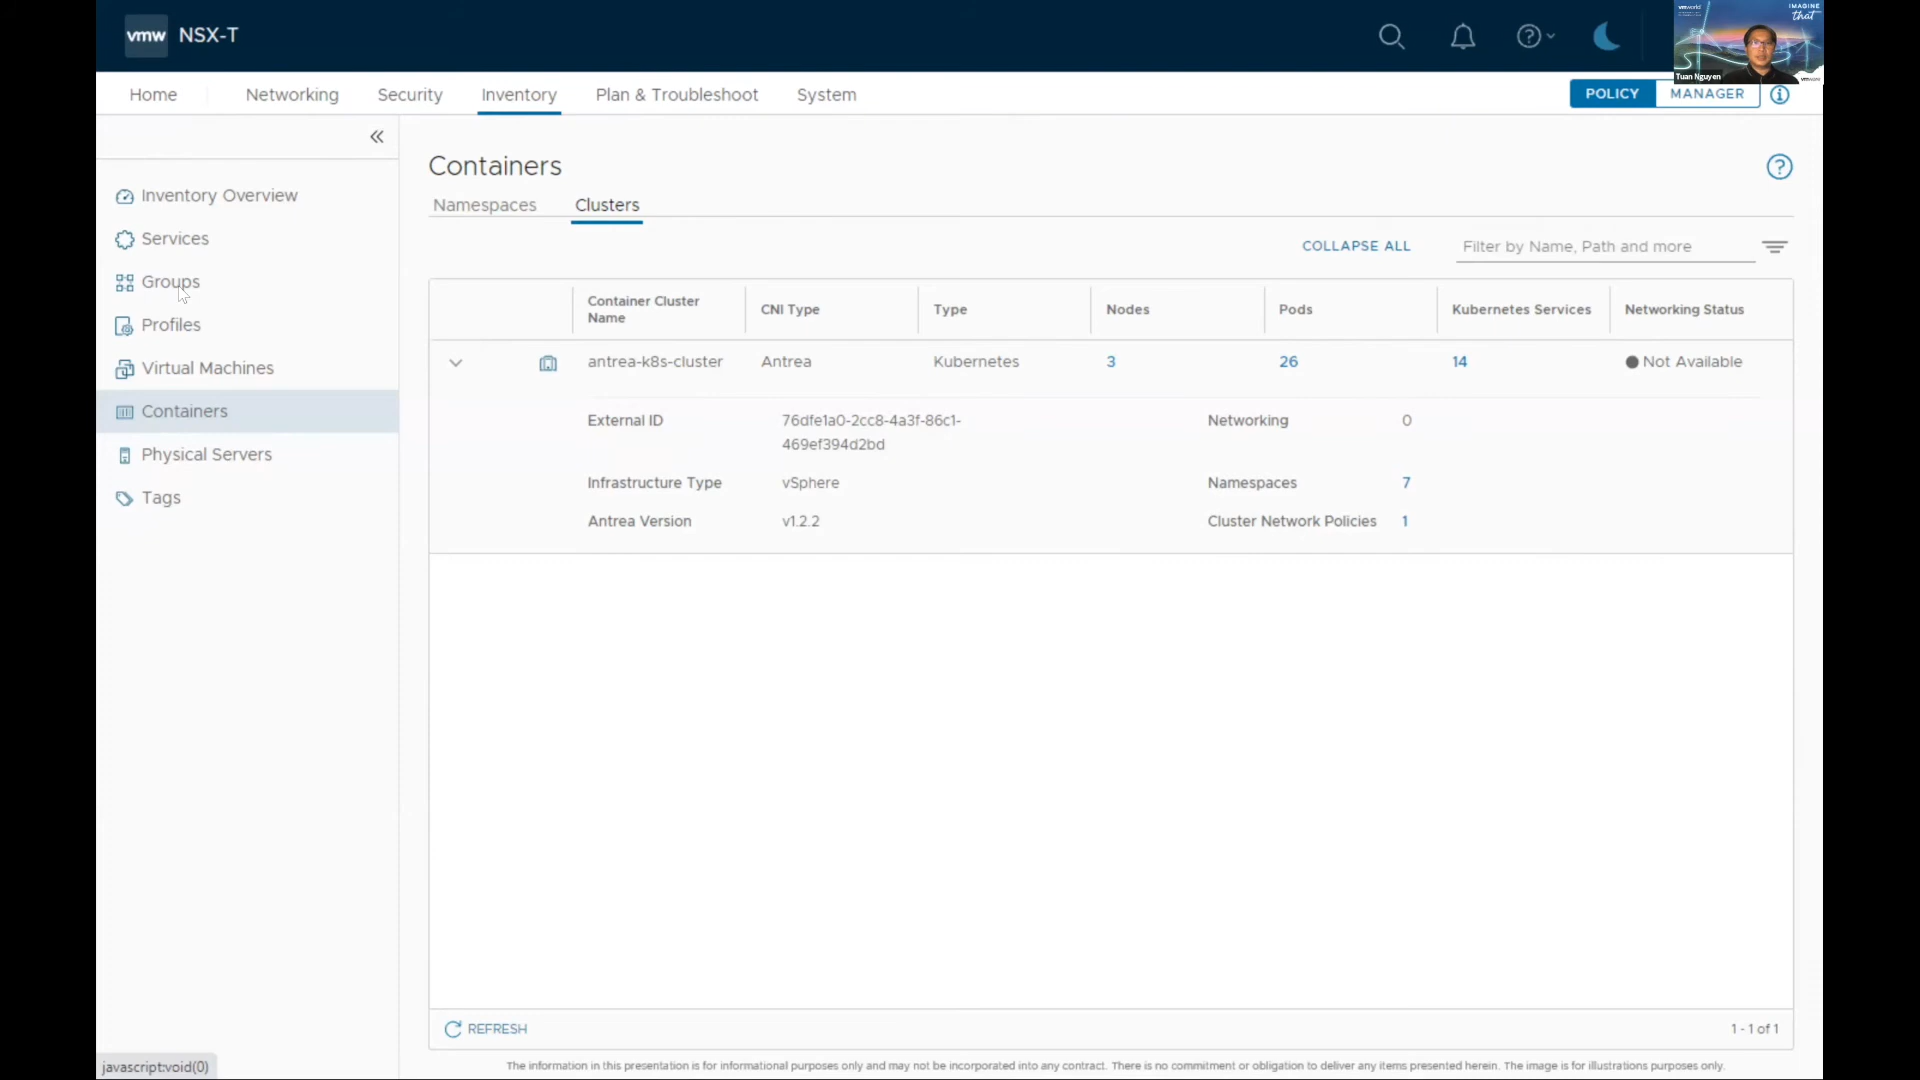 vmw NSX-T
vmworld
IMAGINE
that
Tuan Nguyen
vmware
Home Networking Security Inventory Plan & Troubleshoot System
POLICY MANAGER
Containers
Inventory Overview
Services
Groups
Profiles
Virtual Machines
Containers
Physical Servers
Tags
Namespaces Clusters
COLLAPSE ALL Filter by Name, Path and more
Container Cluster Name CNI Type Type Nodes Pods Kubernetes Services Networking Status
antrea-k8s-cluster Antrea Kubernetes 3 26 14 Not Available
External ID 76dfe1a0-2cc8-4a3f-86c1-
469ef394d2bd
Networking 0
Infrastructure Type vSphere Namespaces 7
Antrea Version v1.2.2 Cluster Network Policies 1
REFRESH 1 - 1 of 1
javascript:void(0)
The information in this presentation is for informational purposes only and may not be incorporated into any contract. There is no commitment or obligation to deliver any items presented herein. The image is for illustrations purposes only.